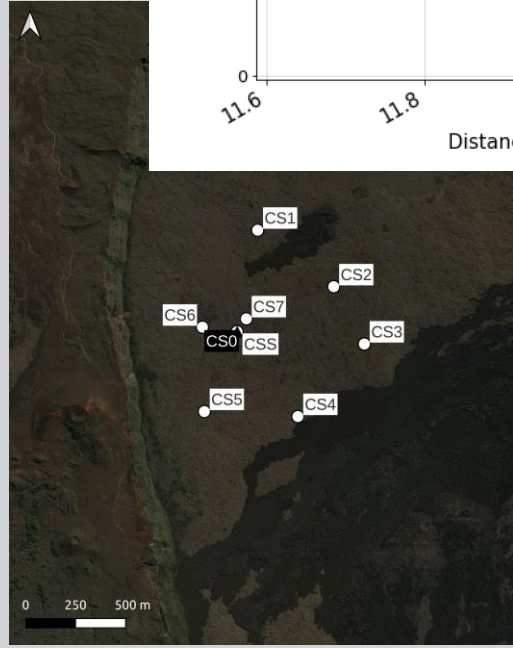 0
11.6
11.8
Distanc
CS1
CS2
CS7
CS6
CS3
CS0
CSS
CS5
CS4
0 250 500 m